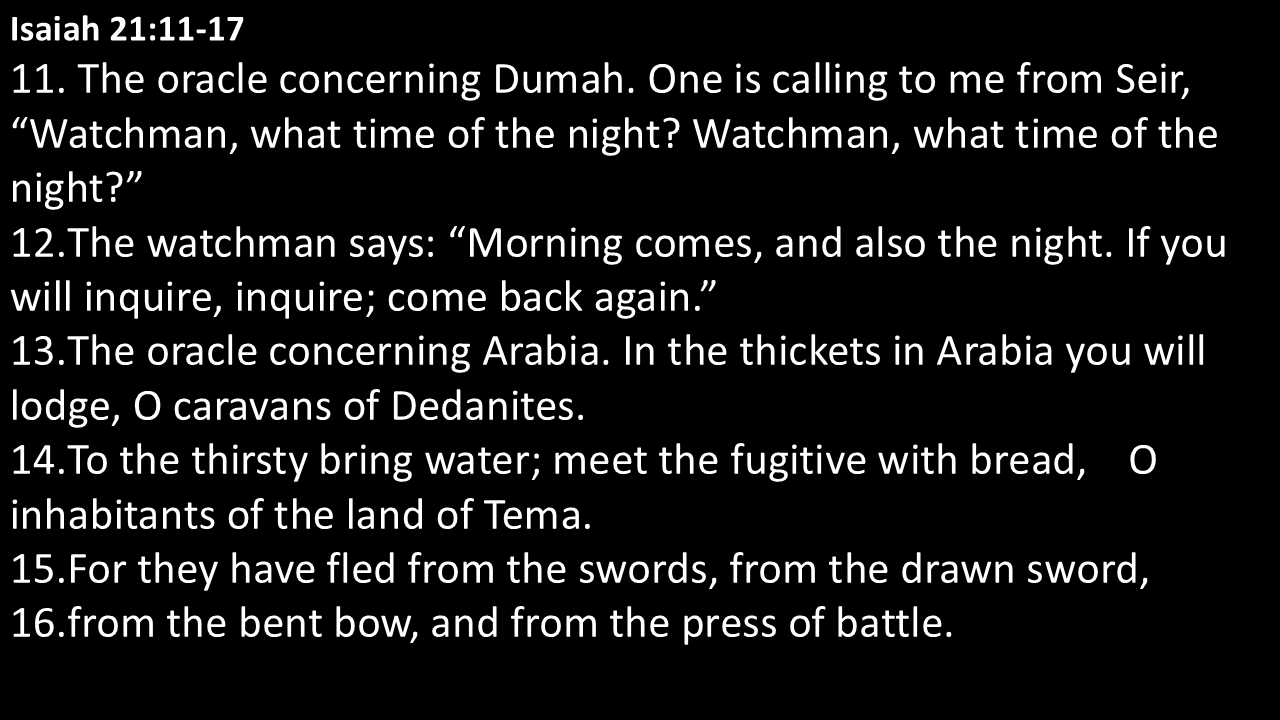 Isaiah 21:11-17
11. The oracle concerning Dumah. One is calling to me from Seir,
“Watchman, what time of the night? Watchman, what time of the
night?”
12.The watchman says: “Morning comes, and also the night. If you
will inquire, inquire; come back again.”
13.The oracle concerning Arabia. In the thickets in Arabia you will
lodge, O caravans of Dedanites.
14.To the thirsty bring water; meet the fugitive with bread,    O
inhabitants of the land of Tema.
15.For they have fled from the swords, from the drawn sword,
16.from the bent bow, and from the press of battle.